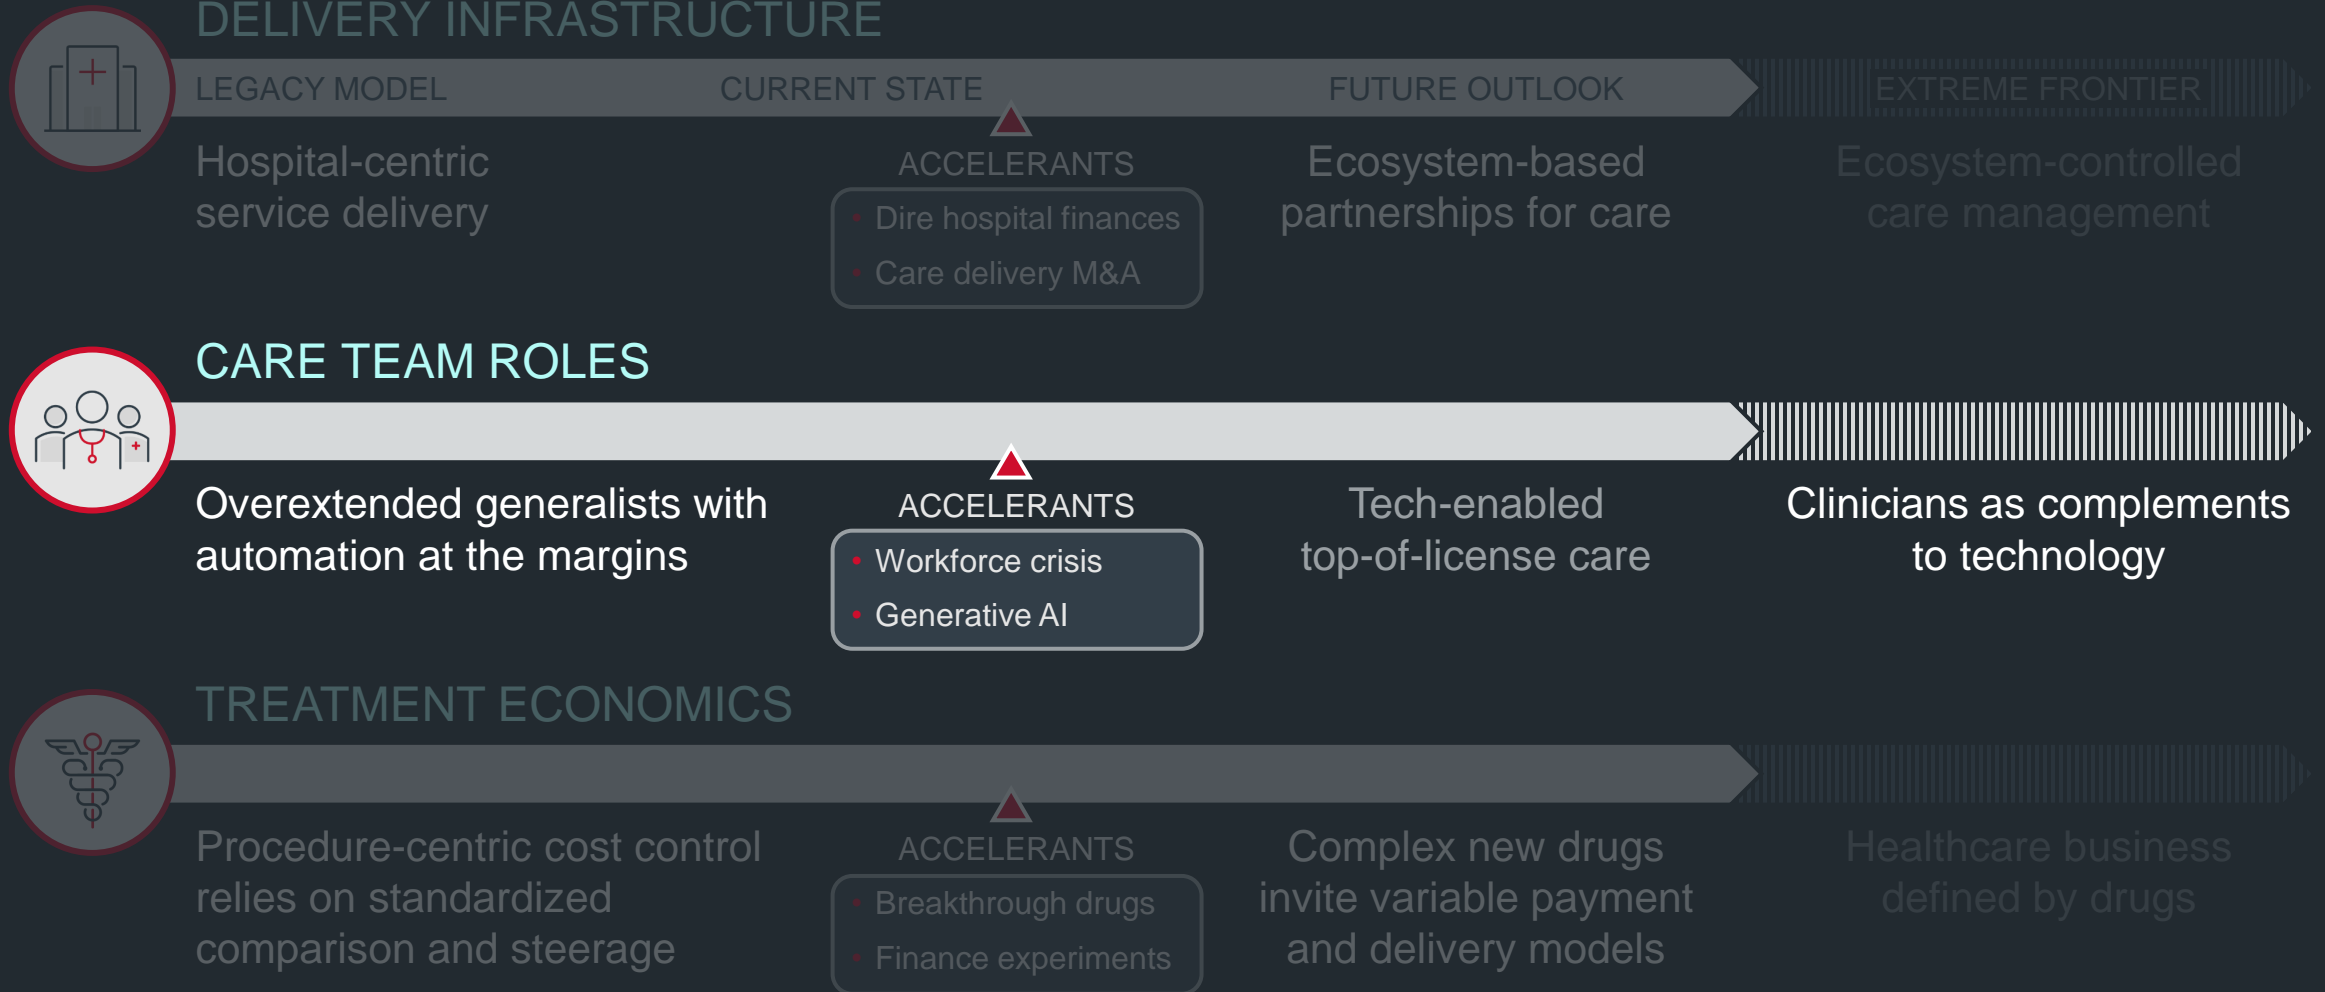 DELIVERY INFRASTRUCTURE
LEGACY MODEL
CURRENT STATE
FUTURE OUTLOOK
EXTREME FRONTIER
Hospital-centric
service delivery
ACCELERANTS
• Dire hospital finances
• Care delivery M&A
Ecosystem-based
partnerships for care
Ecosystem-controlled
care management
CARE TEAM ROLES
Overextended generalists with
automation at the margins
ACCELERANTS
• Workforce crisis
• Generative AI
Tech-enabled
top-of-license care
Clinicians as complements
to technology
TREATMENT ECONOMICS
Procedure-centric cost control
relies on standardized
comparison and steerage
ACCELERANTS
• Breakthrough drugs
• Finance experiments
Complex new drugs
invite variable payment
and delivery models
Healthcare business
defined by drugs